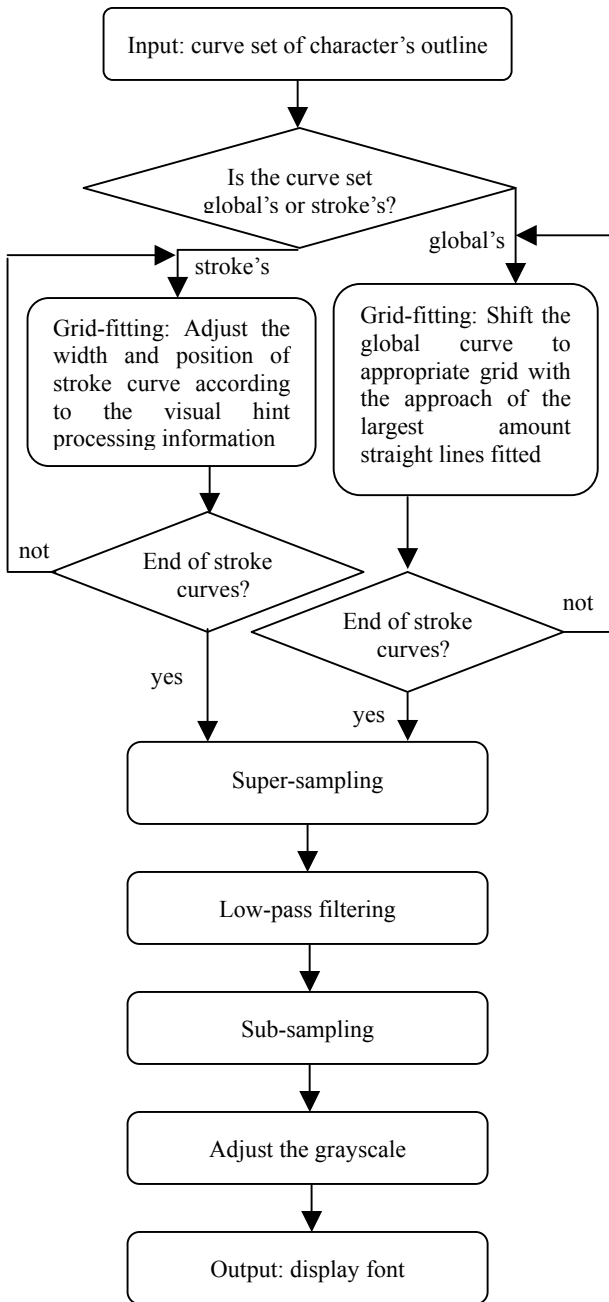 Input: curve set of character’s outline
Is the curve set
global’s or stroke’s?
global’s
stroke’s
Grid-fitting: Adjust the
width and position of
stroke curve according
to the visual hint
processing information
Grid-fitting: Shift the
global curve to
appropriate grid with
the approach of the
largest amount
straight lines fitted
not
End of stroke
curves?
not
End of stroke
curves?
yes
yes
Super-sampling
Low-pass filtering
Sub-sampling
Adjust the grayscale
Output: display font